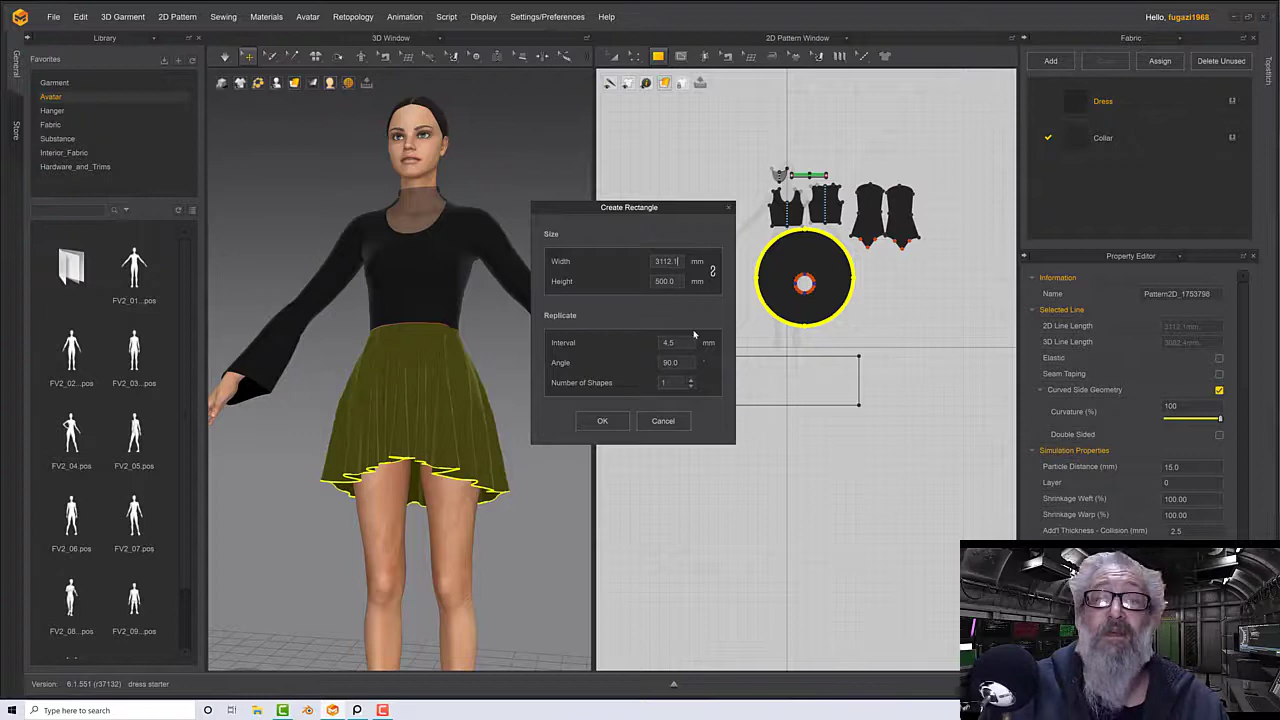 File Edit 3D Garment 2D Pattern Sewing Materials Avatar Retopology Animation Script Display Settings/Preferences Help
Hello, fugazi1968
Library
3D Window
2D Pattern Window
Fabric
General
Store
Topstitch
Favorites
Garment
Avatar
Hanger
Fabric
Substance
Interior_Fabric
Hardware_and_Trims
FV2_01...pos
FV2_02...pos FV2_03...pos
FV2_04.pos FV2_05.pos
FV2_06.pos FV2_07.pos
FV2_08...pos FV2_09...pos
Create Rectangle
Size
Width 3112.1 mm
Height 500.0 mm
Replicate
Interval 4.5 mm
Angle 90.0 °
Number of Shapes 1
OK Cancel
Add Assign Delete Unused
Dress
Collar
Property Editor
Information
Name Pattern2D_1753798
Selected Line
2D Line Length 3112.1mm
3D Line Length 3082.4mm
Elastic
Seam Taping
Curved Side Geometry
Curvature (%) 100
Double Sided
Simulation Properties
Particle Distance (mm) 15.0
Layer 0
Shrinkage Weft (%) 100.00
Shrinkage Warp (%) 100.00
Add'l Thickness - Collision (mm) 2.5
Version: 6.1.551 (r37132) dress starter
Type here to search